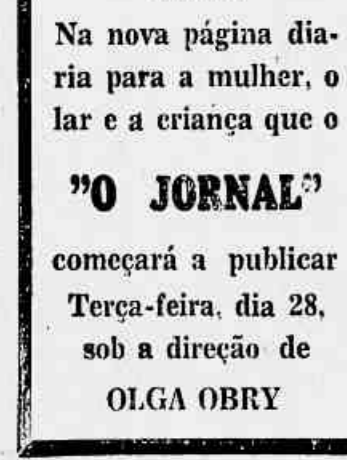 Na nova página dia-
ria para a mulher, o
lar e a criança que o
"O JORNAL"
começará a publicar
Terça-feira, dia 28,
sob a direção de
OLGA OBRY